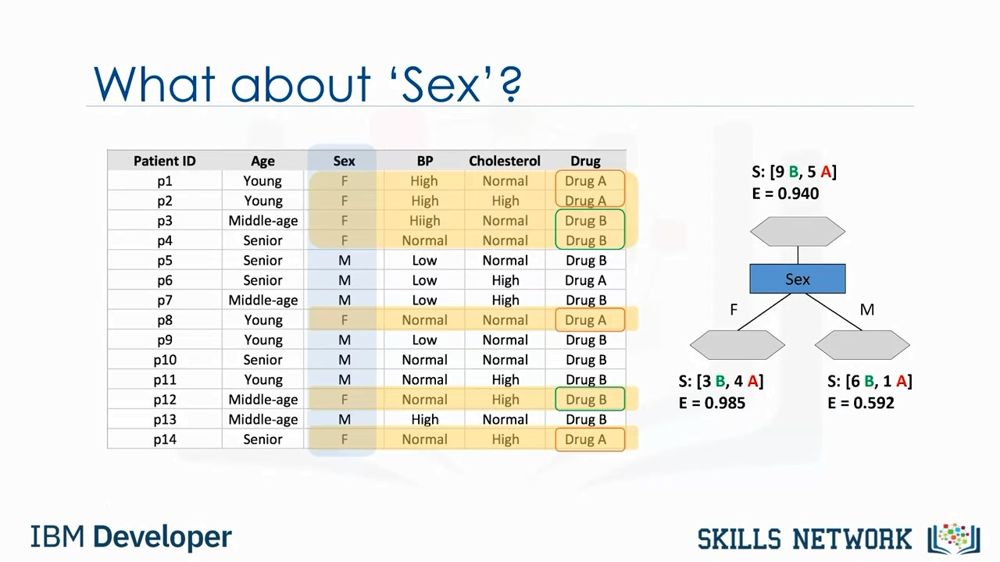 What about ‘Sex’?
Patient ID Age Sex BP Cholesterol Drug
p1 Young F High Normal Drug A
p2 Young F High High Drug A
p3 Middle-age F Hiigh Normal Drug B
p4 Senior F Normal Normal Drug B
p5 Senior M Low Normal Drug B
p6 Senior M Low High Drug A
p7 Middle-age M Low High Drug B
p8 Young F Normal Normal Drug A
p9 Young M Low Normal Drug B
p10 Senior M Normal Normal Drug B
p11 Young M Normal High Drug B
p12 Middle-age F Normal High Drug B
p13 Middle-age M High Normal Drug B
p14 Senior F Normal High Drug A
S: [9 B, 5 A]
E = 0.940
Sex
F M
S: [3 B, 4 A] S: [6 B, 1 A]
E = 0.985 E = 0.592
IBM Developer
SKILLS NETWORK